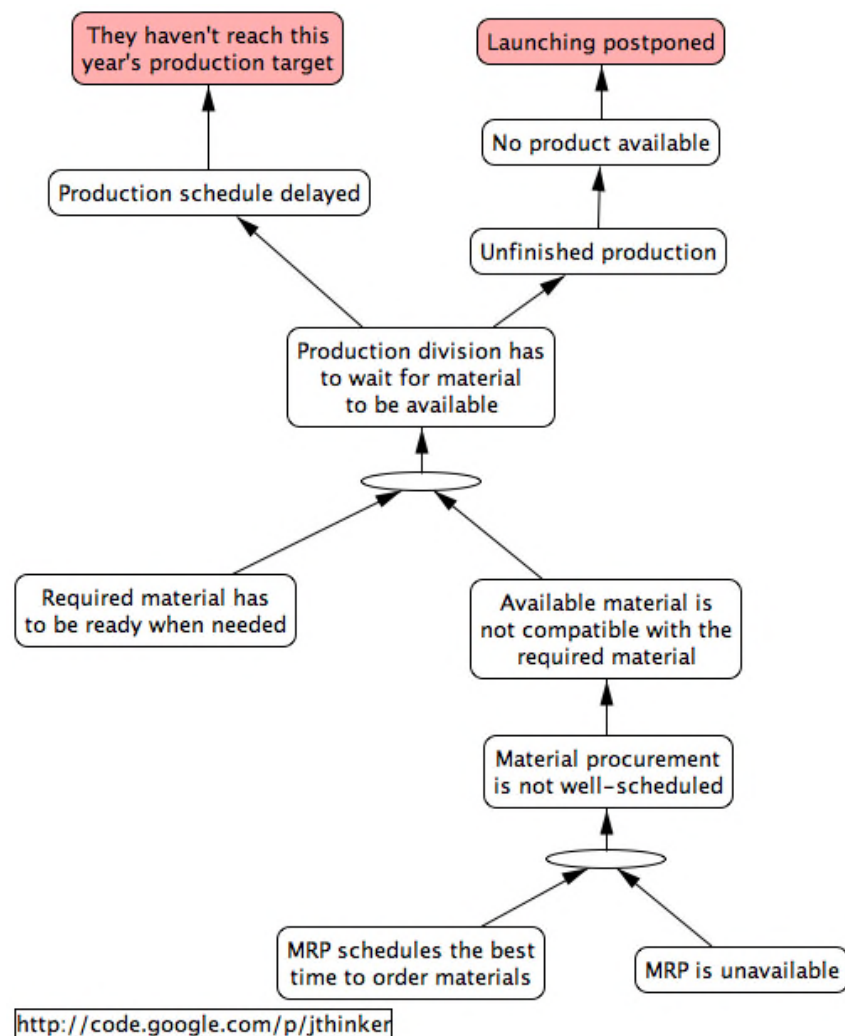 They haven't reach this
year's production target
Launching postponed
No product available
Production schedule delayed
Unfinished production
Production division has
to wait for material
to be available
Required material has
to be ready when needed
Available material is
not compatible with the
required material
Material procurement
is not well-scheduled
MRP schedules the best
time to order materials
MRP is unavailable
http://code.google.com/p/jthinker